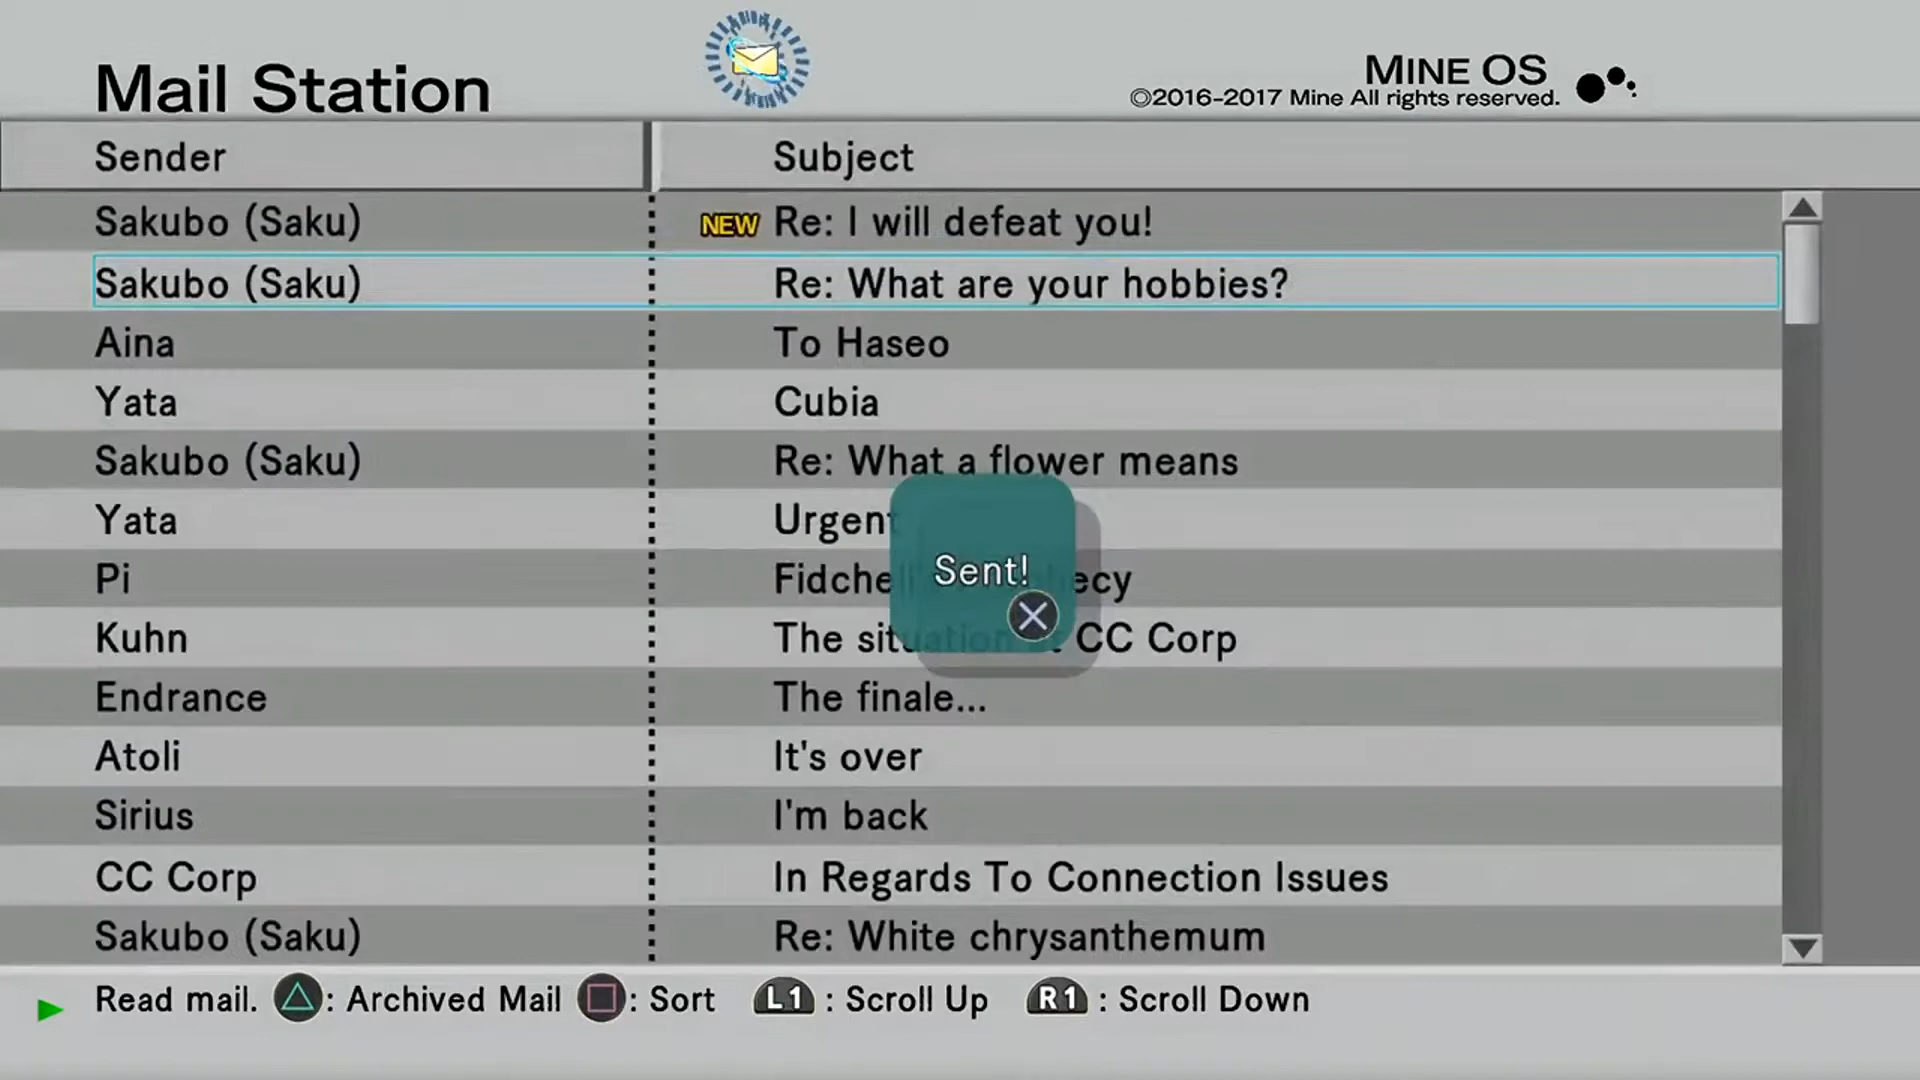 Mail Station
MINE OS
©2016-2017 Mine All rights reserved.
Sender Subject
Sakubo (Saku) NEW Re: I will defeat you!
Sakubo (Saku) Re: What are your hobbies?
Aina To Haseo
Yata Cubia
Sakubo (Saku) Re: What a flower means
Yata Urgent
Sent!
Pi
Kuhn The situation CC Corp
Endrance The finale...
Atoli It's over
Sirius I'm back
CC Corp In Regards To Connection Issues
Sakubo (Saku) Re: White chrysanthemum
Read mail. : Archived Mail : Sort L1 : Scroll Up R1 : Scroll Down